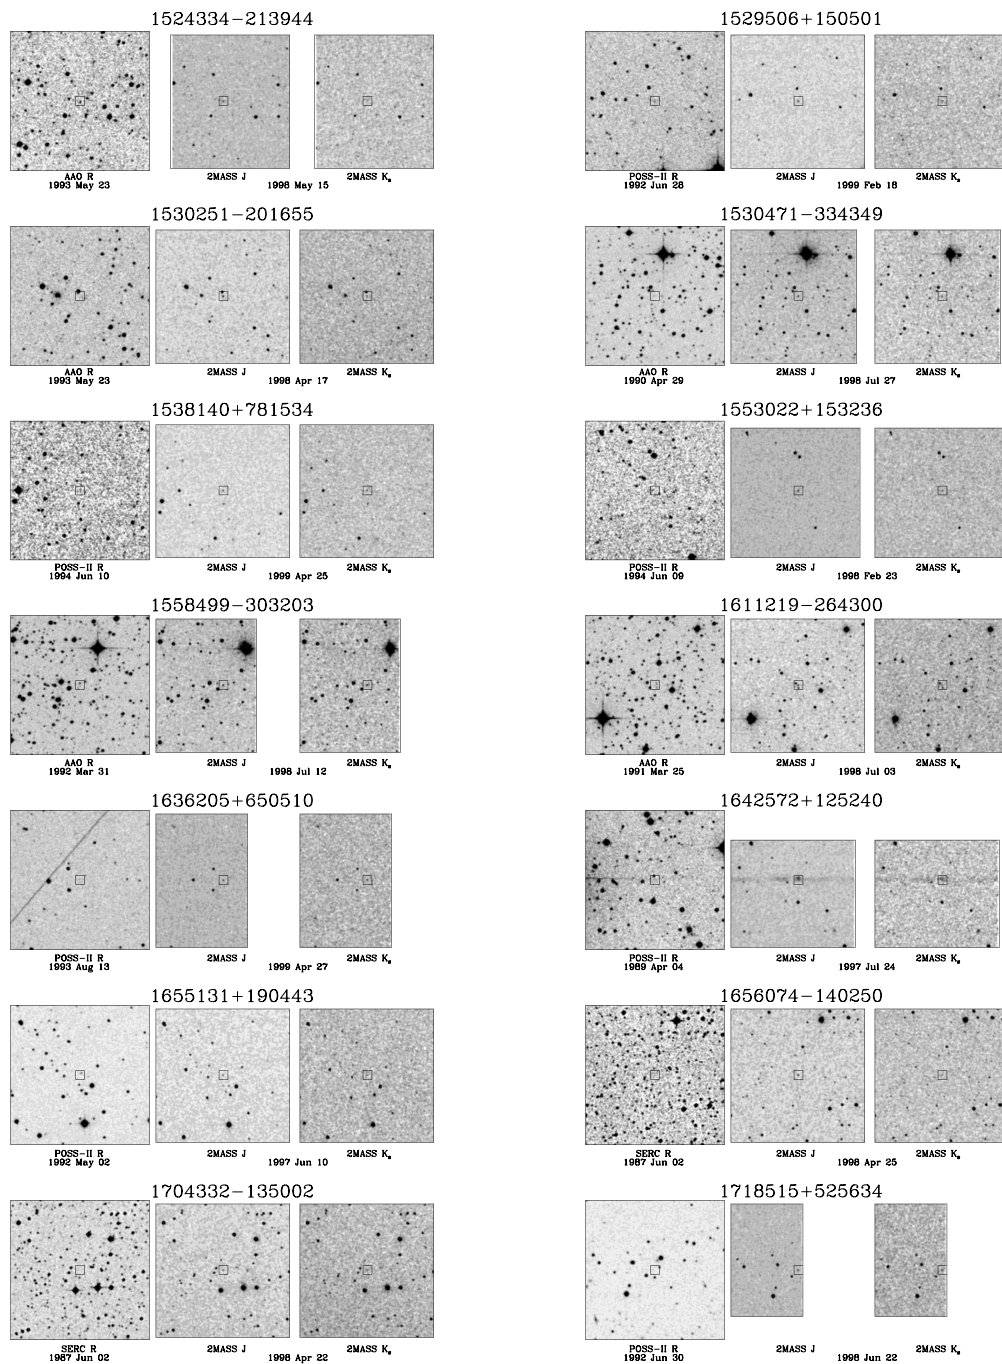 1524334−213944
AAO R
1993 May 23
2MASS J
1998 May 15
2MASS Ks
1529506+150501
POSS−II R
1992 Jun 28
2MASS J
1999 Feb 18
2MASS Ks
1530251−201655
AAO R
1993 May 23
2MASS J
1998 Apr 17
2MASS Ks
1530471−334349
AAO R
1990 Apr 29
2MASS J
1998 Jul 27
2MASS Ks
1538140+781534
POSS−II R
1994 Jun 10
2MASS J
1999 Apr 25
2MASS Ks
1553022+153236
POSS−II R
1994 Jun 09
2MASS J
1998 Feb 23
2MASS Ks
1558499−303203
AAO R
1992 Mar 31
2MASS J
1998 Jul 12
2MASS Ks
1611219−264300
AAO R
1991 Mar 25
2MASS J
1998 Jul 03
2MASS Ks
1636205+650510
POSS−II R
1993 Aug 13
2MASS J
1999 Apr 27
2MASS Ks
1642572+125240
POSS−II R
1989 Apr 04
2MASS J
1997 Jul 24
2MASS Ks
1655131+190443
POSS−II R
1992 May 02
2MASS J
1997 Jun 10
2MASS Ks
1656074−140250
SERC R
1987 Jun 02
2MASS J
1998 Apr 25
2MASS Ks
1704332−135002
SERC R
1987 Jun 02
2MASS J
1998 Apr 22
2MASS Ks
1718515+525634
POSS−II R
1992 Jun 30
2MASS J
1998 Jun 22
2MASS Ks